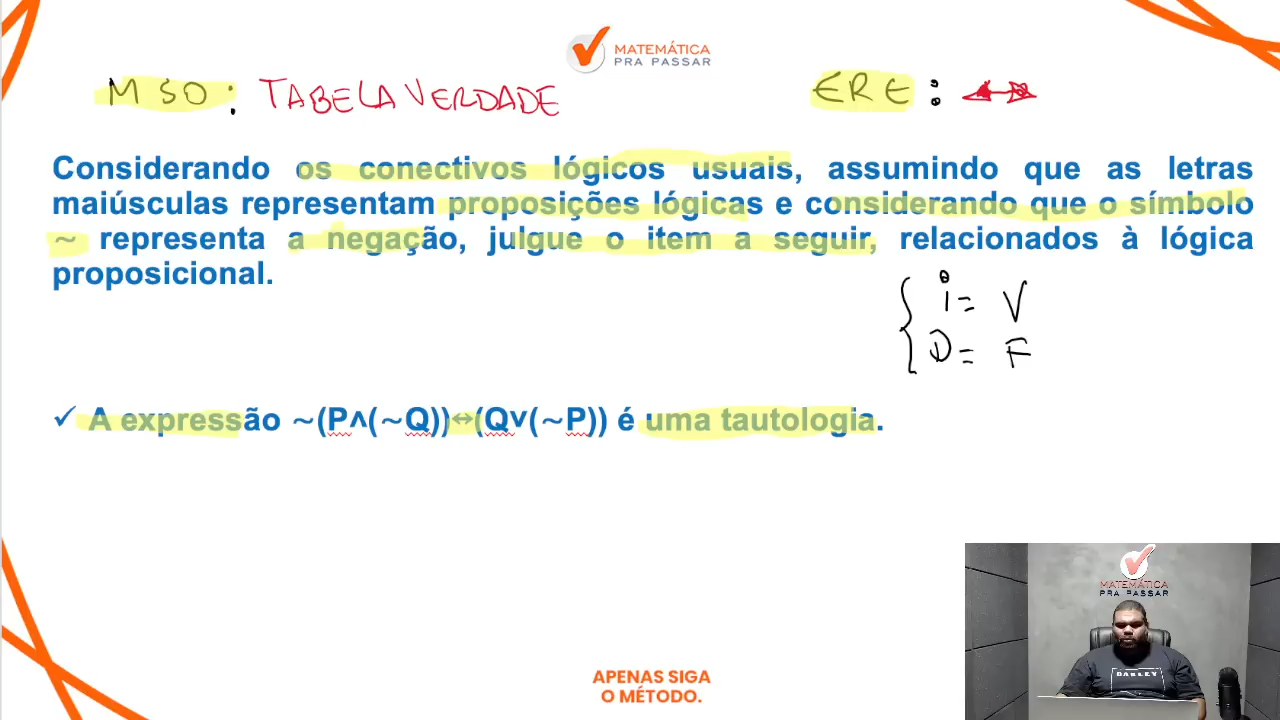 MATEMÁTICA
PRA PASSAR
MSO: TABELA VERDADE
ERE:
Considerando os conectivos lógicos usuais, assumindo que as letras
maiúsculas representam proposições lógicas e considerando que o símbolo
~ representa a negação, julgue o item a seguir, relacionados à lógica
proposicional.
i = V
D = F
✓ A expressão ~(P∧(~Q))↔(Q∨(~P)) é uma tautologia.
MATEMÁTICA
PRA PASSAR
OAKLEY
APENAS SIGA
O MÉTODO.